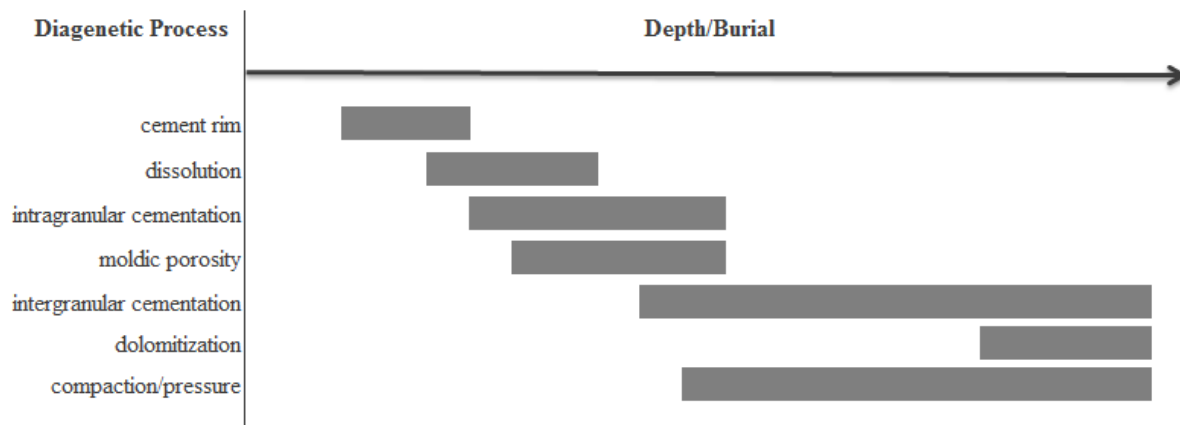 Diagenetic Process
Depth/Burial
cement rim
dissolution
intragranular cementation
moldic porosity
intergranular cementation
dolomitization
compaction/pressure